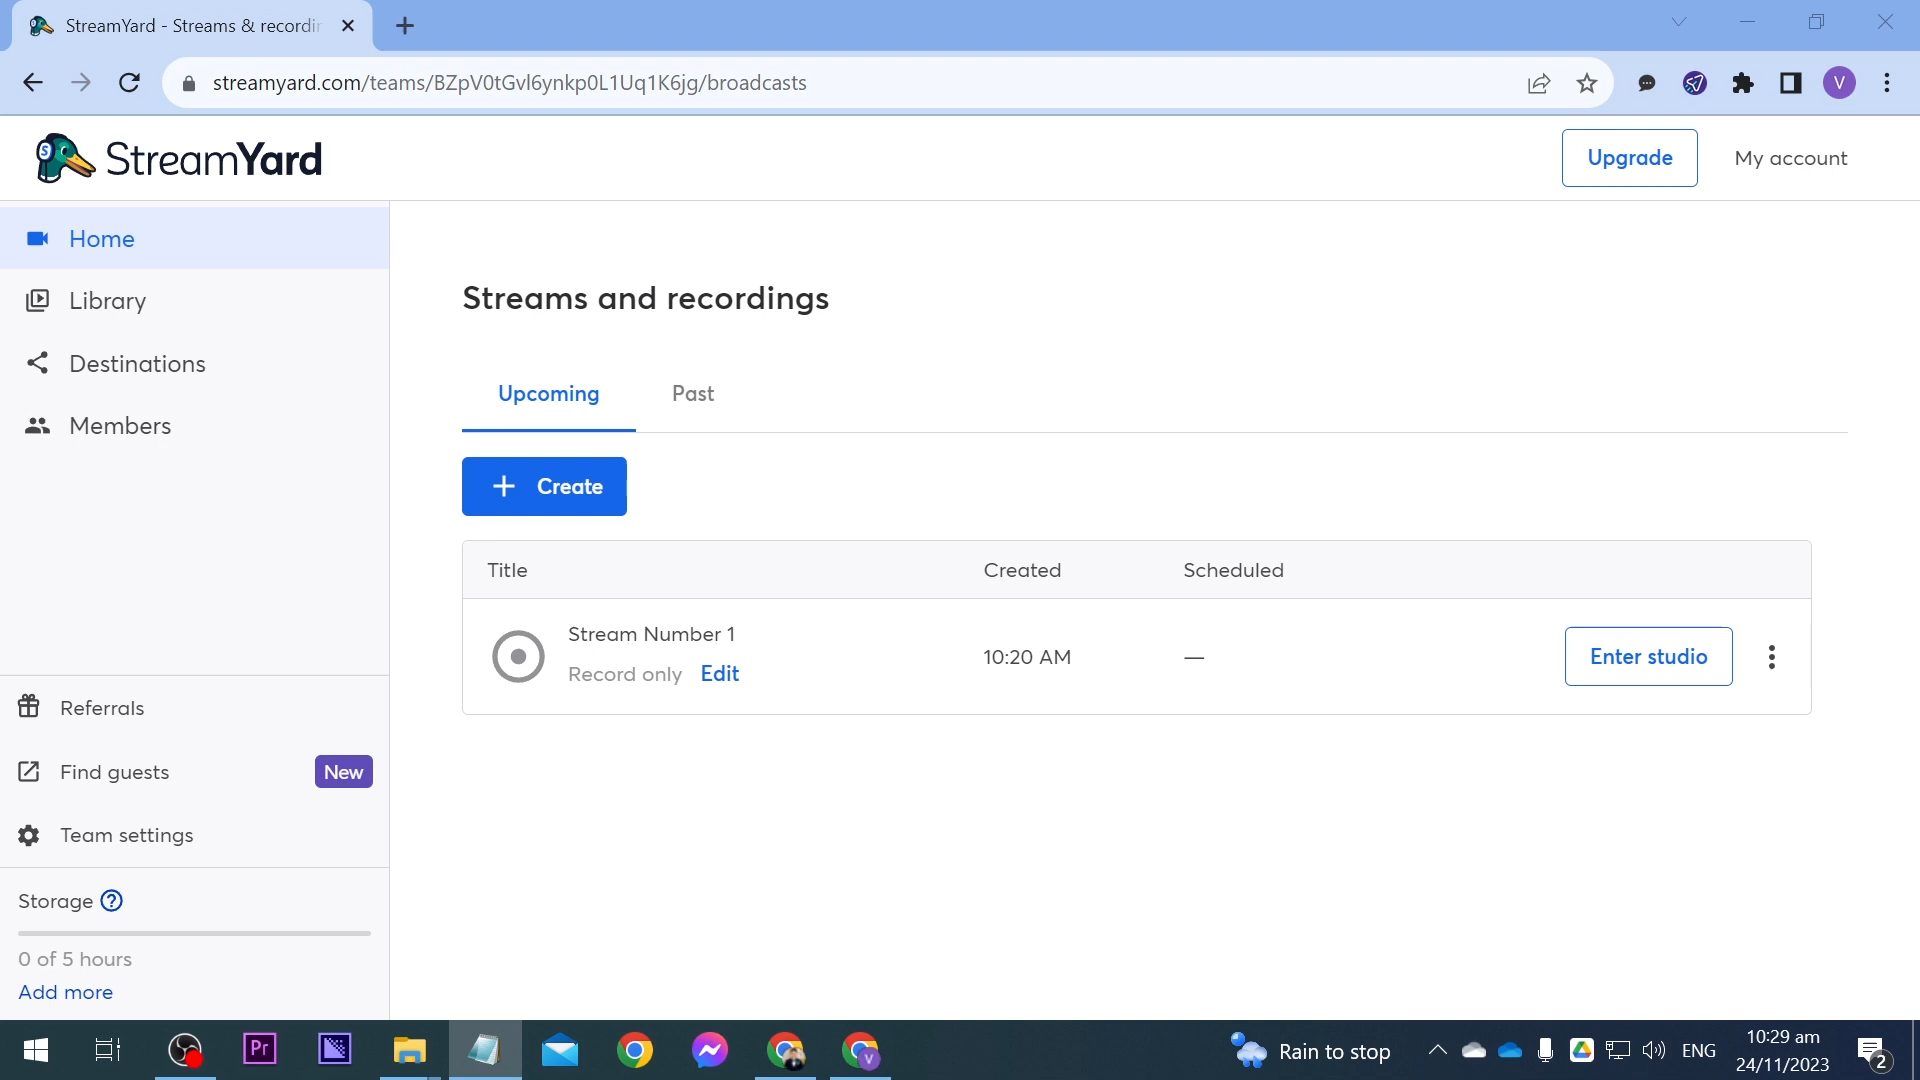 StreamYard - Streams & recordin
streamyard.com/teams/BZpV0tGvl6ynkp0L1Uq1K6jg/broadcasts
V
S
StreamYard
Upgrade
My account
Home
Library
Destinations
Members
Streams and recordings
Upcoming
Past
+ Create
Title
Created
Scheduled
Stream Number 1
Record only
Edit
10:20 AM
—
Enter studio
Referrals
Find guests
New
Team settings
Storage ?
0 of 5 hours
Add more
Pr
V
Rain to stop
ENG
10:29 am
24/11/2023
2